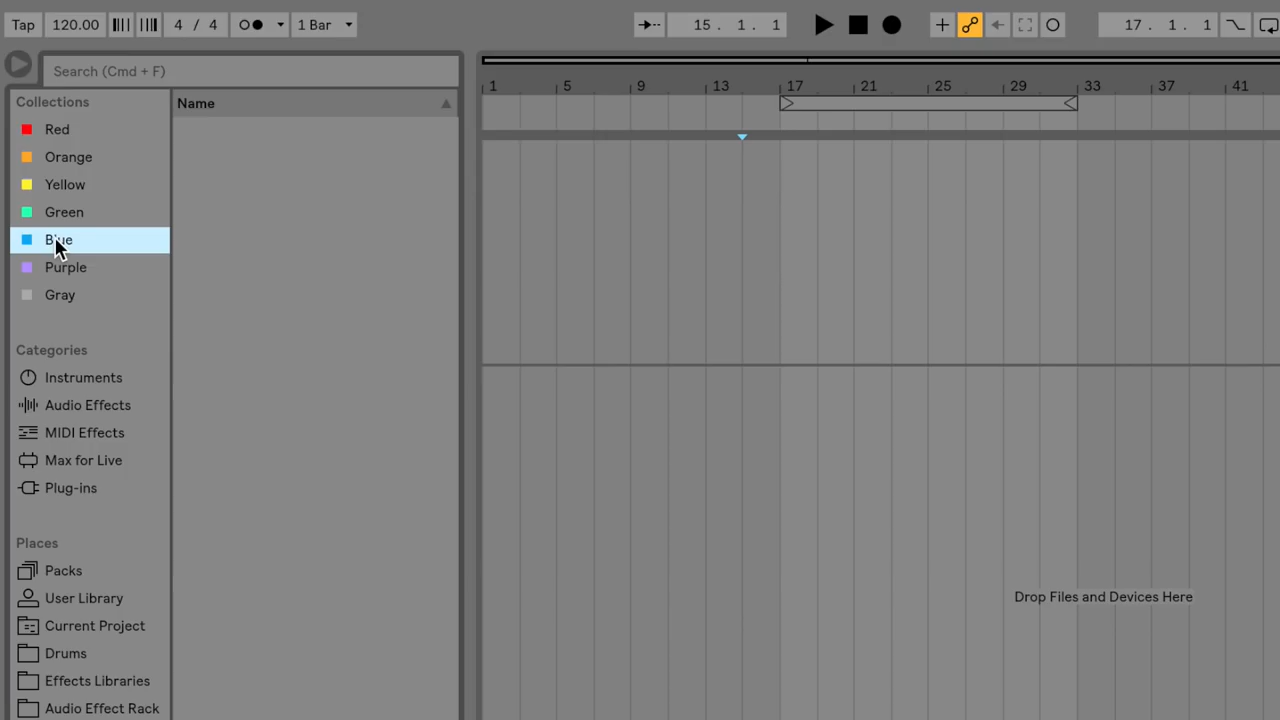 Tap 120.00 4 / 4 1 Bar 15. 1. 1 17. 1. 1
Search (Cmd + F)
1 5 9 13 17 21 25 29 33 37 41
Collections
Name
Red
Orange
Yellow
Green
Blue
Purple
Gray
Categories
Instruments
Audio Effects
MIDI Effects
Max for Live
Plug-ins
Places
Packs
User Library
Drop Files and Devices Here
Current Project
Drums
Effects Libraries
Audio Effect Rack